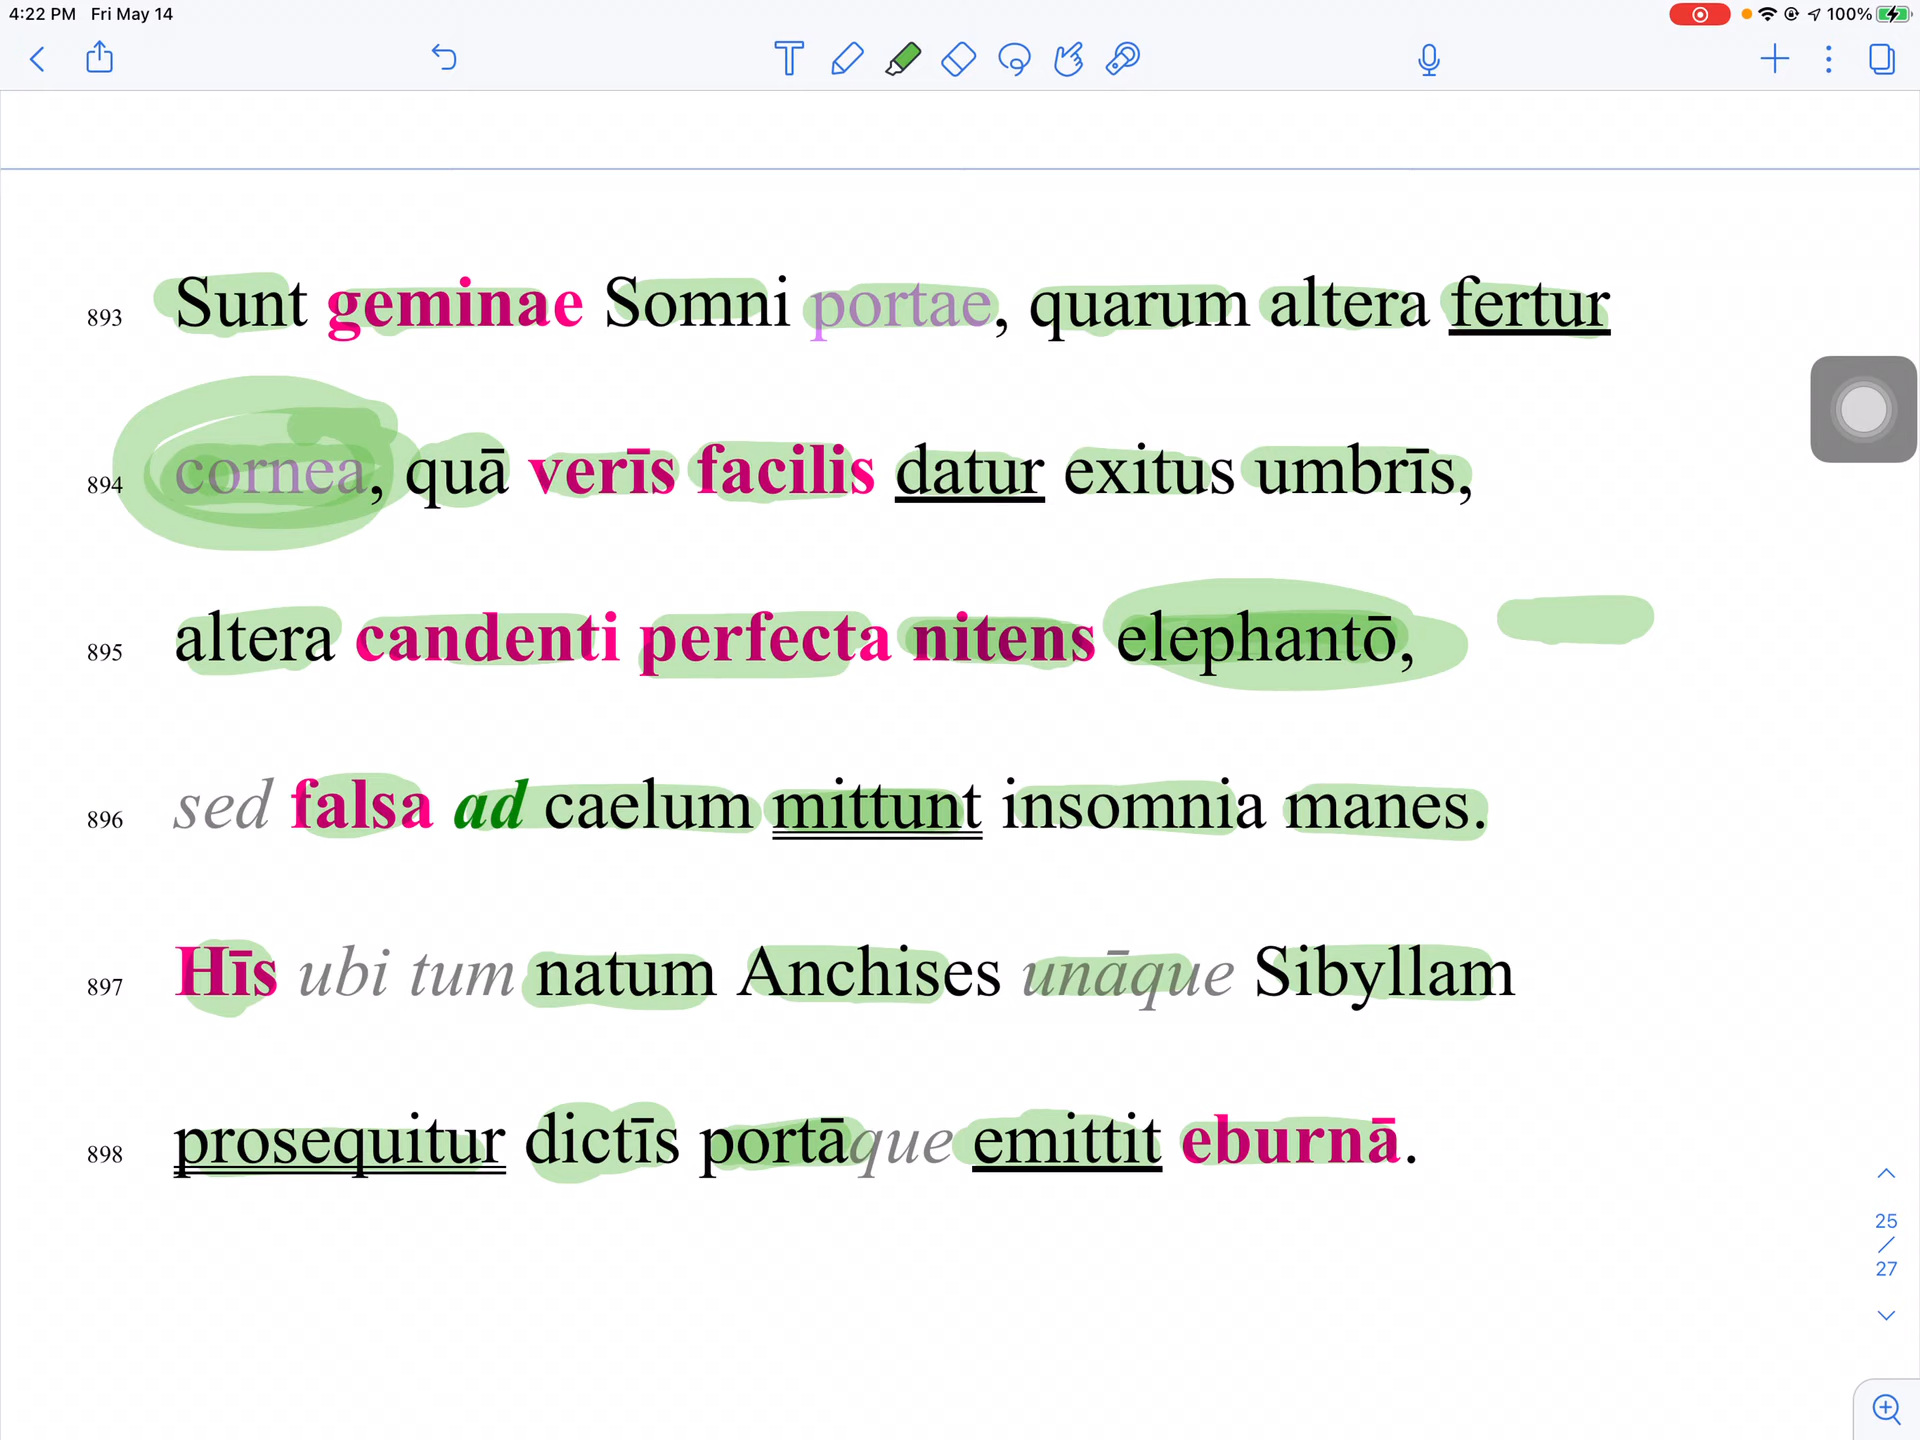 4:22 PM Fri May 14 100%
893 Sunt geminae Somni portae, quarum altera fertur
894 cornea, quā verīs facilis datur exitus umbrīs,
895 altera candenti perfecta nitens elephantō,
896 sed falsa ad caelum mittunt insomnia manes.
897 Hīs ubi tum natum Anchises unāque Sibyllam
898 prosequitur dictīs portāque emittit eburnā.
25
/
27